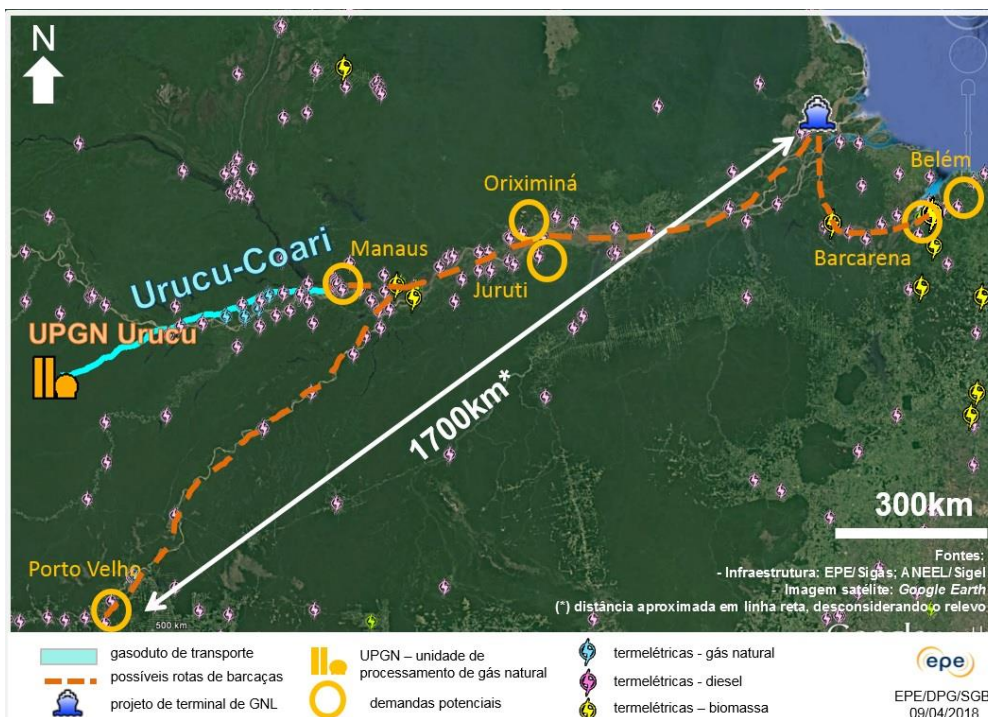 N
Belém
Oriximiná
Manaus
Barcarena
Urucu-Coari
Juruti
UPGN Urucu
1700km*
300km
Porto Velho
500 km
Fontes:
- Infraestrutura: EPE/Sigás; ANEEL/Sigel
Imagem satélite: Google Earth
(*) distância aproximada em linha reta, desconsiderando o relevo
gasoduto de transporte
possíveis rotas de barcaças
projeto de terminal de GNL
UPGN – unidade de
processamento de gás natural
demandas potenciais
termelétricas - gás natural
termelétricas - diesel
termelétricas – biomassa
epe
EPE/DPG/SGB
09/04/2018